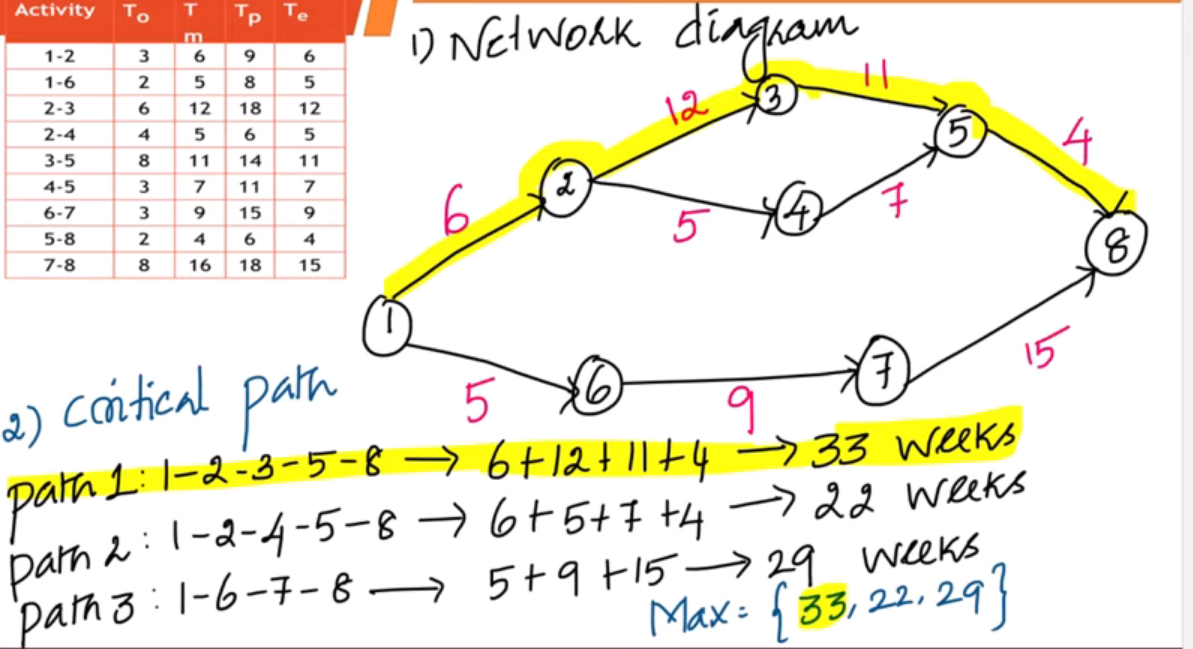 Activity To Tm Tp Te
1-2 3 6 9 6
1-6 2 5 8 5
2-3 6 12 18 12
2-4 4 5 6 5
3-5 8 11 14 11
4-5 3 7 11 7
6-7 3 9 15 9
5-8 2 4 6 4
7-8 8 16 18 15
1) Network diagram
12
3
11
5
4
6
2
5
4
7
8
1
5
6
9
7
15
2) Critical path
path 1: 1-2-3-5-8 → 6+12+11+4 → 33 weeks
path 2: 1-2-4-5-8 → 6+5+7+4 → 22 weeks
path 3: 1-6-7-8 → 5+9+15 → 29 weeks
Max = {33, 22, 29}